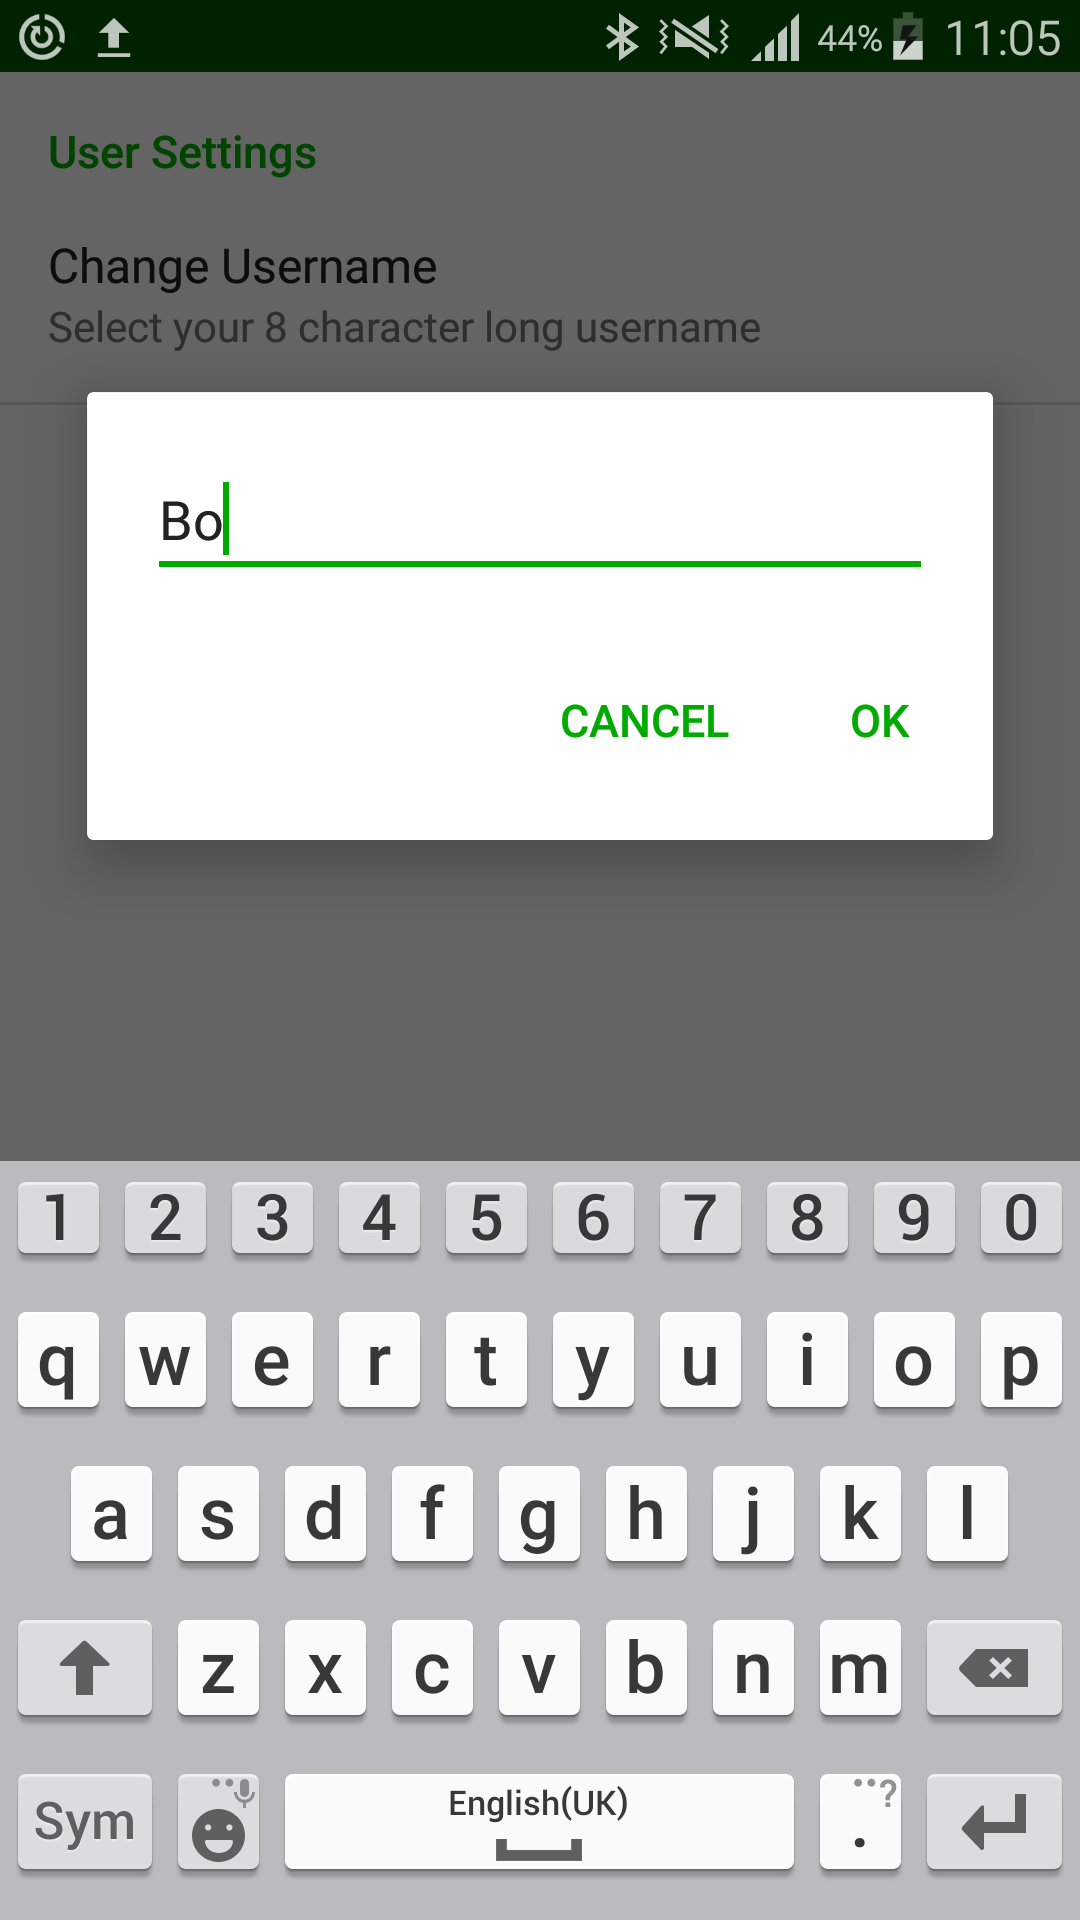 44% 11:05
User Settings
Change Username
Select your 8 character long username
Bo
CANCEL OK
1 2 3 4 5 6 7 8 9 0
q w e r t y u i o p
a s d f g h j k l
z x c v b n m
Sym English(UK) . ?